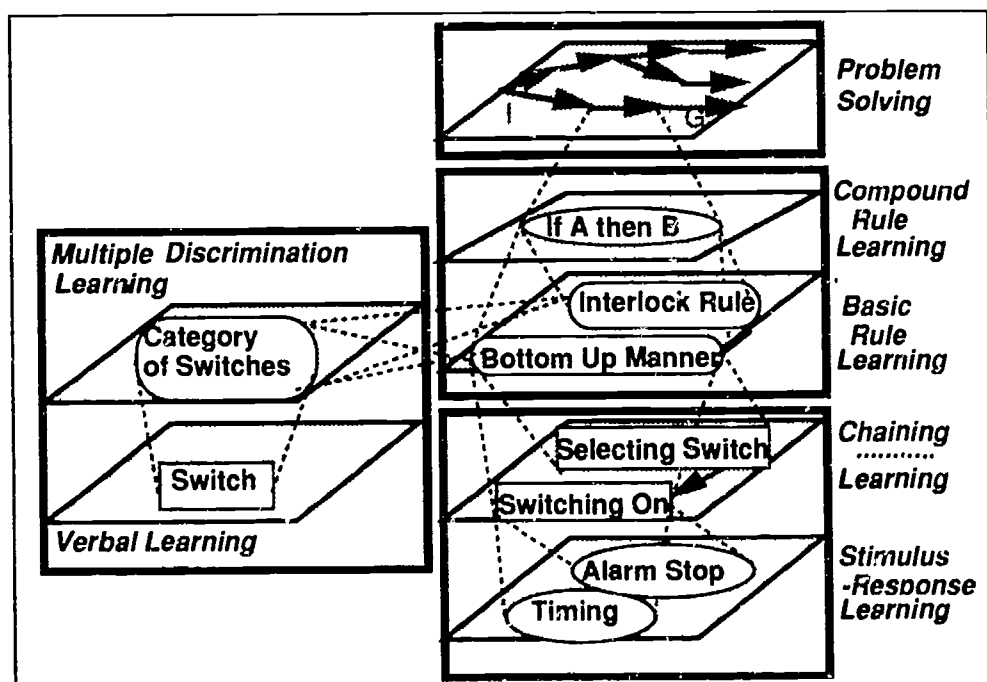 Problem
Solving
I
G
Compound
Rule
Learning
If A then B
Multiple Discrimination
Learning
Category
of Switches
Interlock Rule
Bottom Up Manner
Basic
Rule
Learning
Switch
Verbal Learning
Selecting Switch
Switching On
Chaining
Learning
Alarm Stop
Timing
Stimulus
-Response
Learning